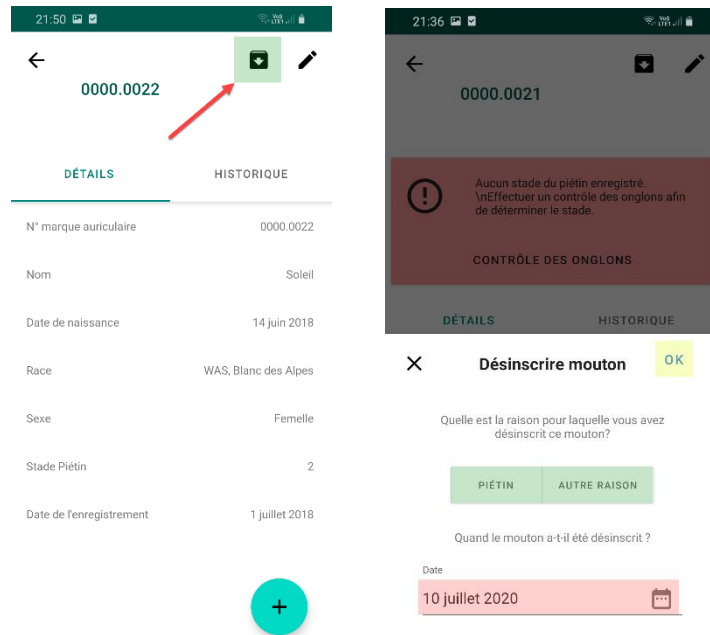 21:50
0000.0022
DÉTAILS HISTORIQUE
N° marque auriculaire 0000.0022
Nom Soleil
Date de naissance 14 juin 2018
Race WAS, Blanc des Alpes
Sexe Femelle
Stade Piétin 2
Date de l'enregistrement 1 juillet 2018
+
21:36
0000.0021
Aucun stade du piétin enregistré.
\nEffectuer un contrôle des onglons afin
de déterminer le stade.
CONTRÔLE DES ONGLONS
DÉTAILS HISTORIQUE
Désinscrire mouton OK
Quelle est la raison pour laquelle vous avez
désinscrit ce mouton?
PIÉTIN AUTRE RAISON
Quand le mouton a-t-il été désinscrit ?
Date
10 juillet 2020